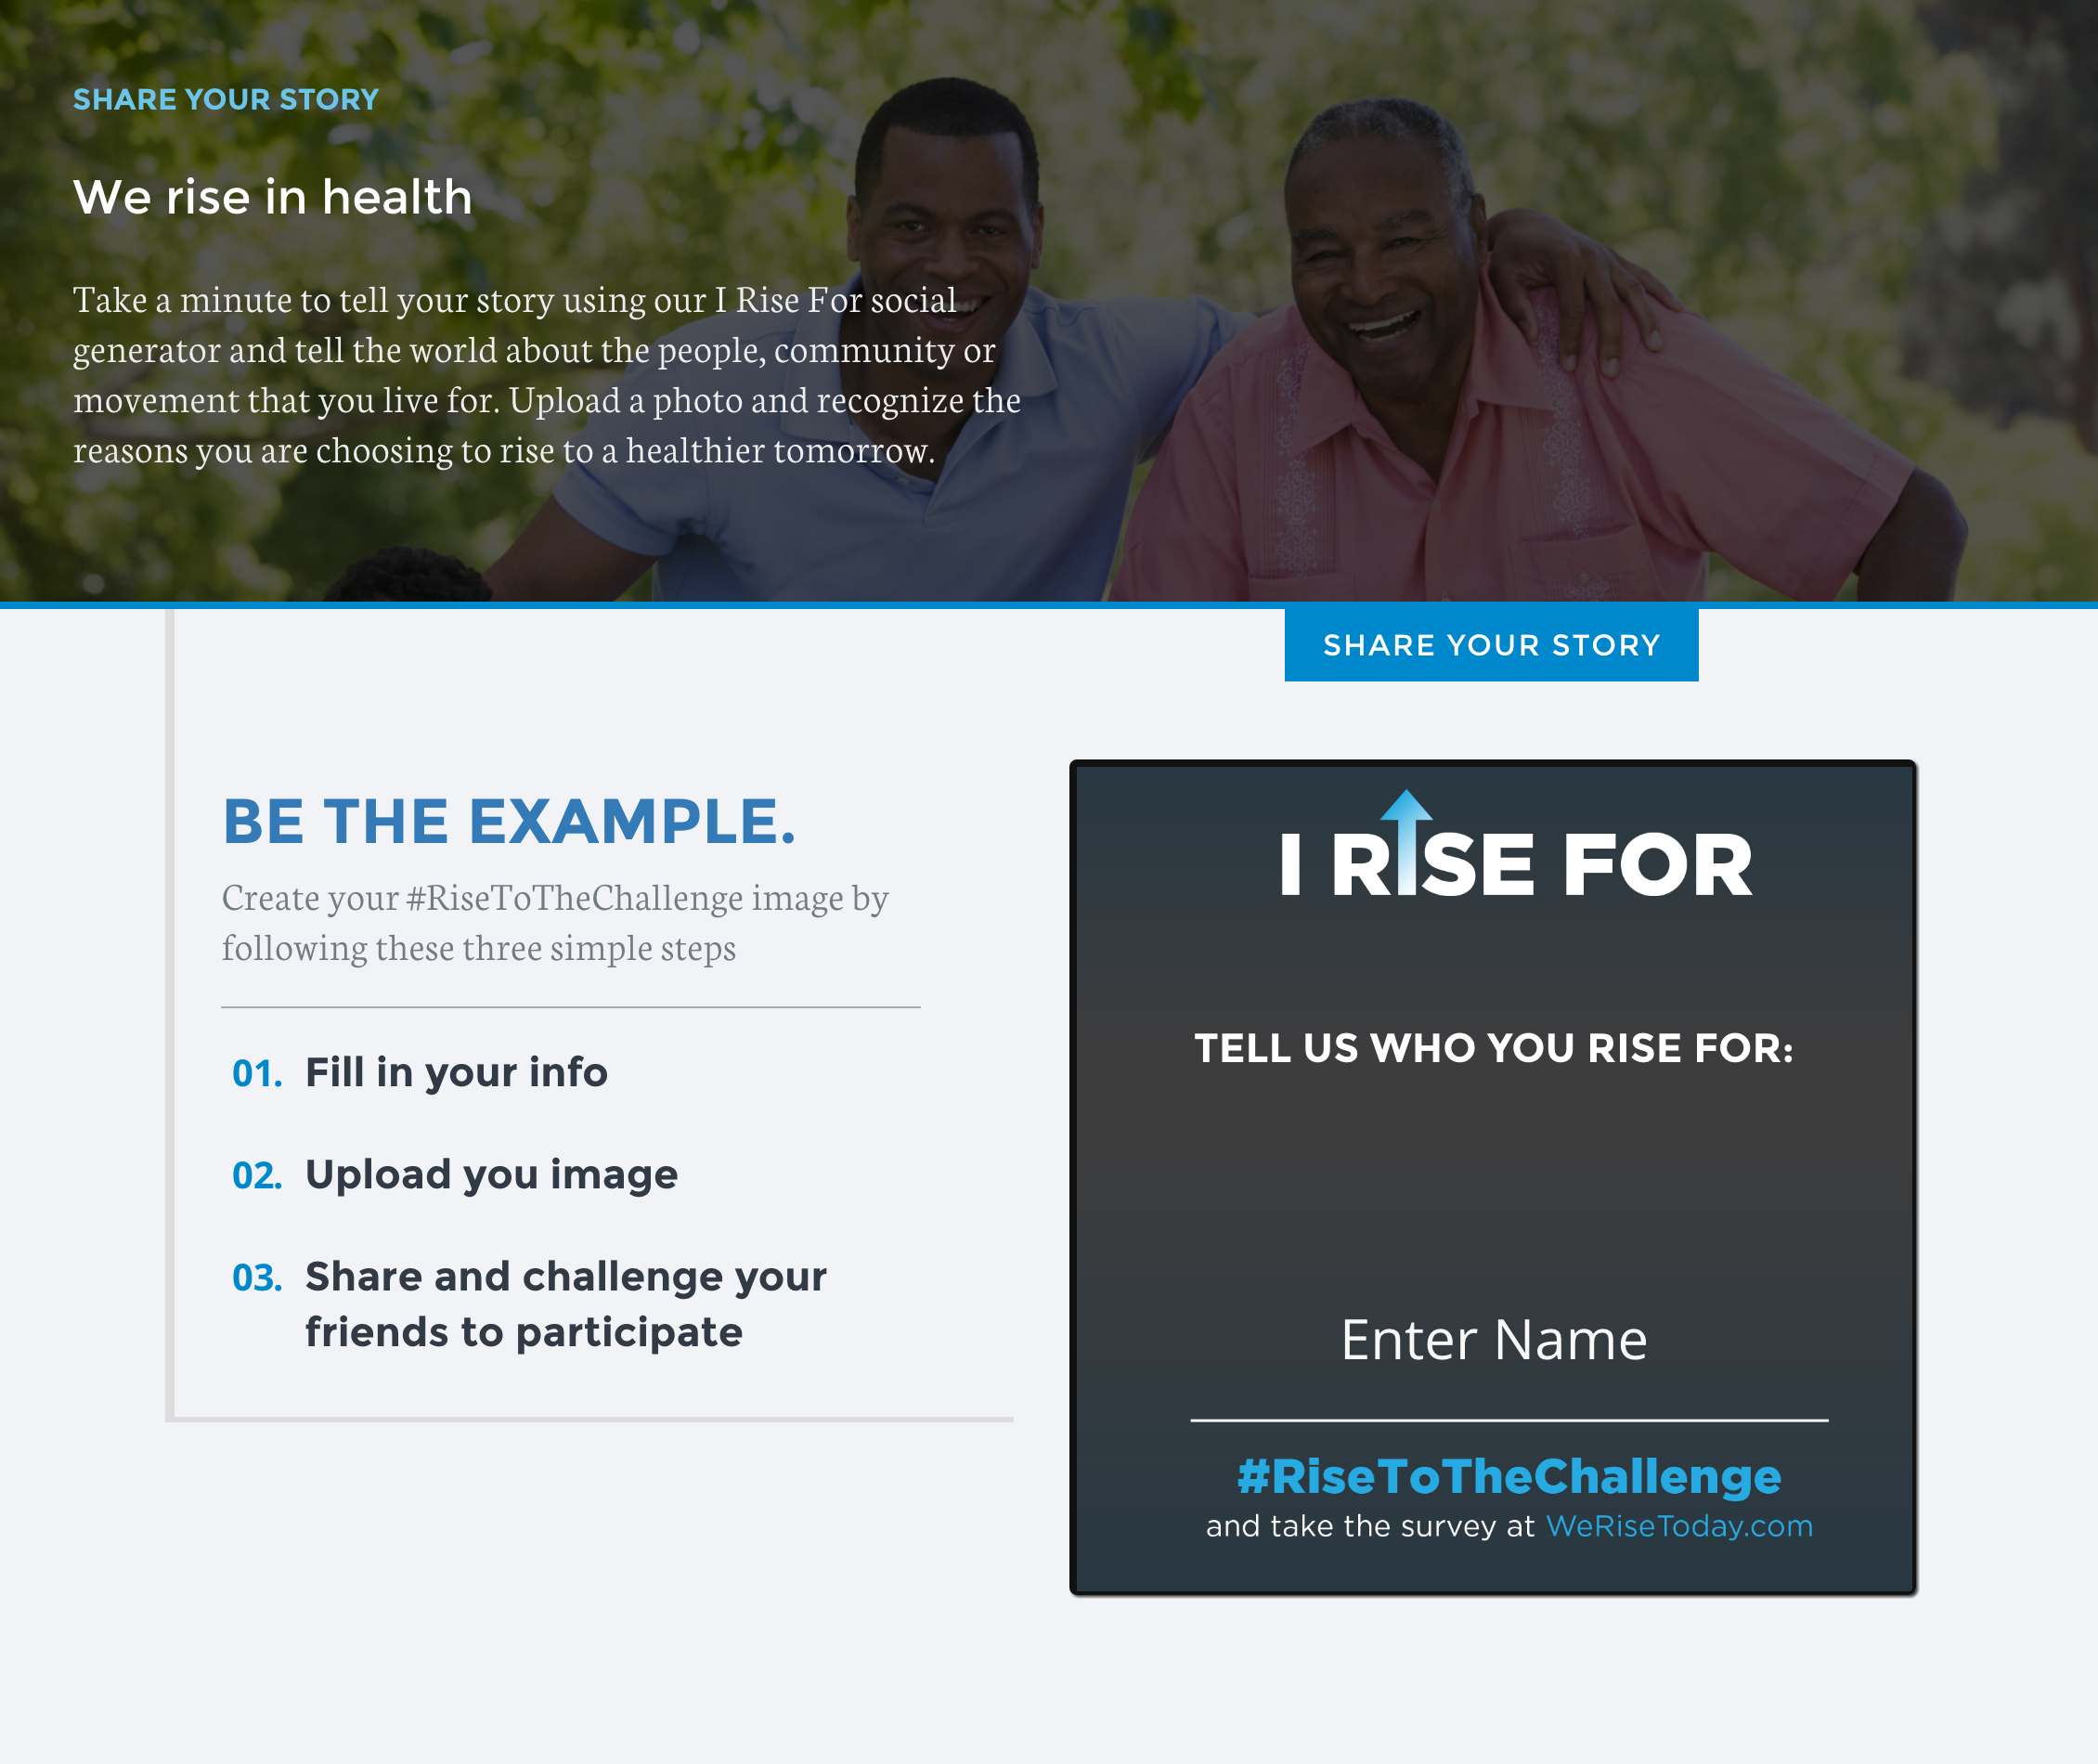 SHARE YOUR STORY
We rise in health
Take a minute to tell your story using our I Rise For social
generator and tell the world about the people, community or
movement that you live for. Upload a photo and recognize the
reasons you are choosing to rise to a healthier tomorrow.
SHARE YOUR STORY
BE THE EXAMPLE.
Create your #RiseToTheChallenge image by
following these three simple steps
01. Fill in your info
02. Upload you image
03. Share and challenge your
friends to participate
I RISE FOR
TELL US WHO YOU RISE FOR:
Enter Name
#RiseToTheChallenge
and take the survey at WeRiseToday.com